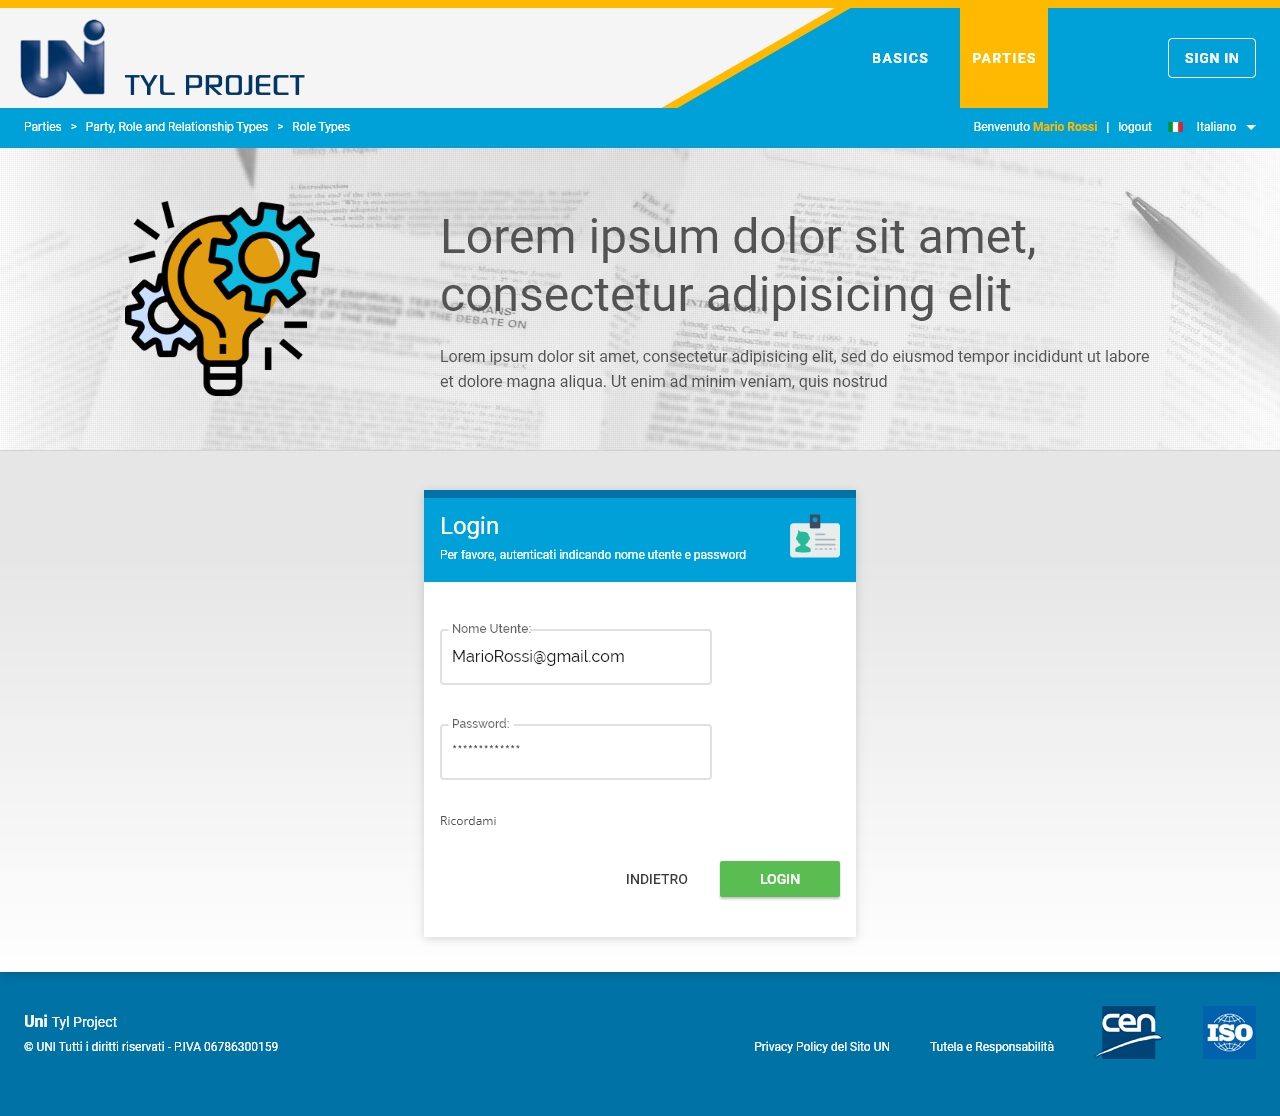 UNi TYL PROJECT
BASICS
PARTIES
SIGN IN
Parties > Party, Role and Relationship Types > Role Types
Benvenuto Mario Rossi | logout
Italiano
Lorem ipsum dolor sit amet,
consectetur adipisicing elit
Lorem ipsum dolor sit amet, consectetur adipisicing elit, sed do eiusmod tempor incididunt ut labore
et dolore magna aliqua. Ut enim ad minim veniam, quis nostrud
Login
Per favore, autenticati indicando nome utente e password
Nome Utente:
MarioRossi@gmail.com
Password:
*************
Ricordami
INDIETRO
LOGIN
Uni Tyl Project
© UNI Tutti i diritti riservati - P.IVA 06786300159
Privacy Policy del Sito UN
Tutela e Responsabilità
cen
ISO